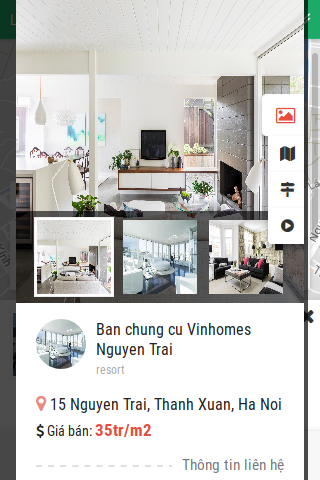 Ban chung cu Vinhomes
Nguyen Trai
resort
15 Nguyen Trai, Thanh Xuan, Ha Noi
$ Giá bán: 35tr/m2
Thông tin liên hệ